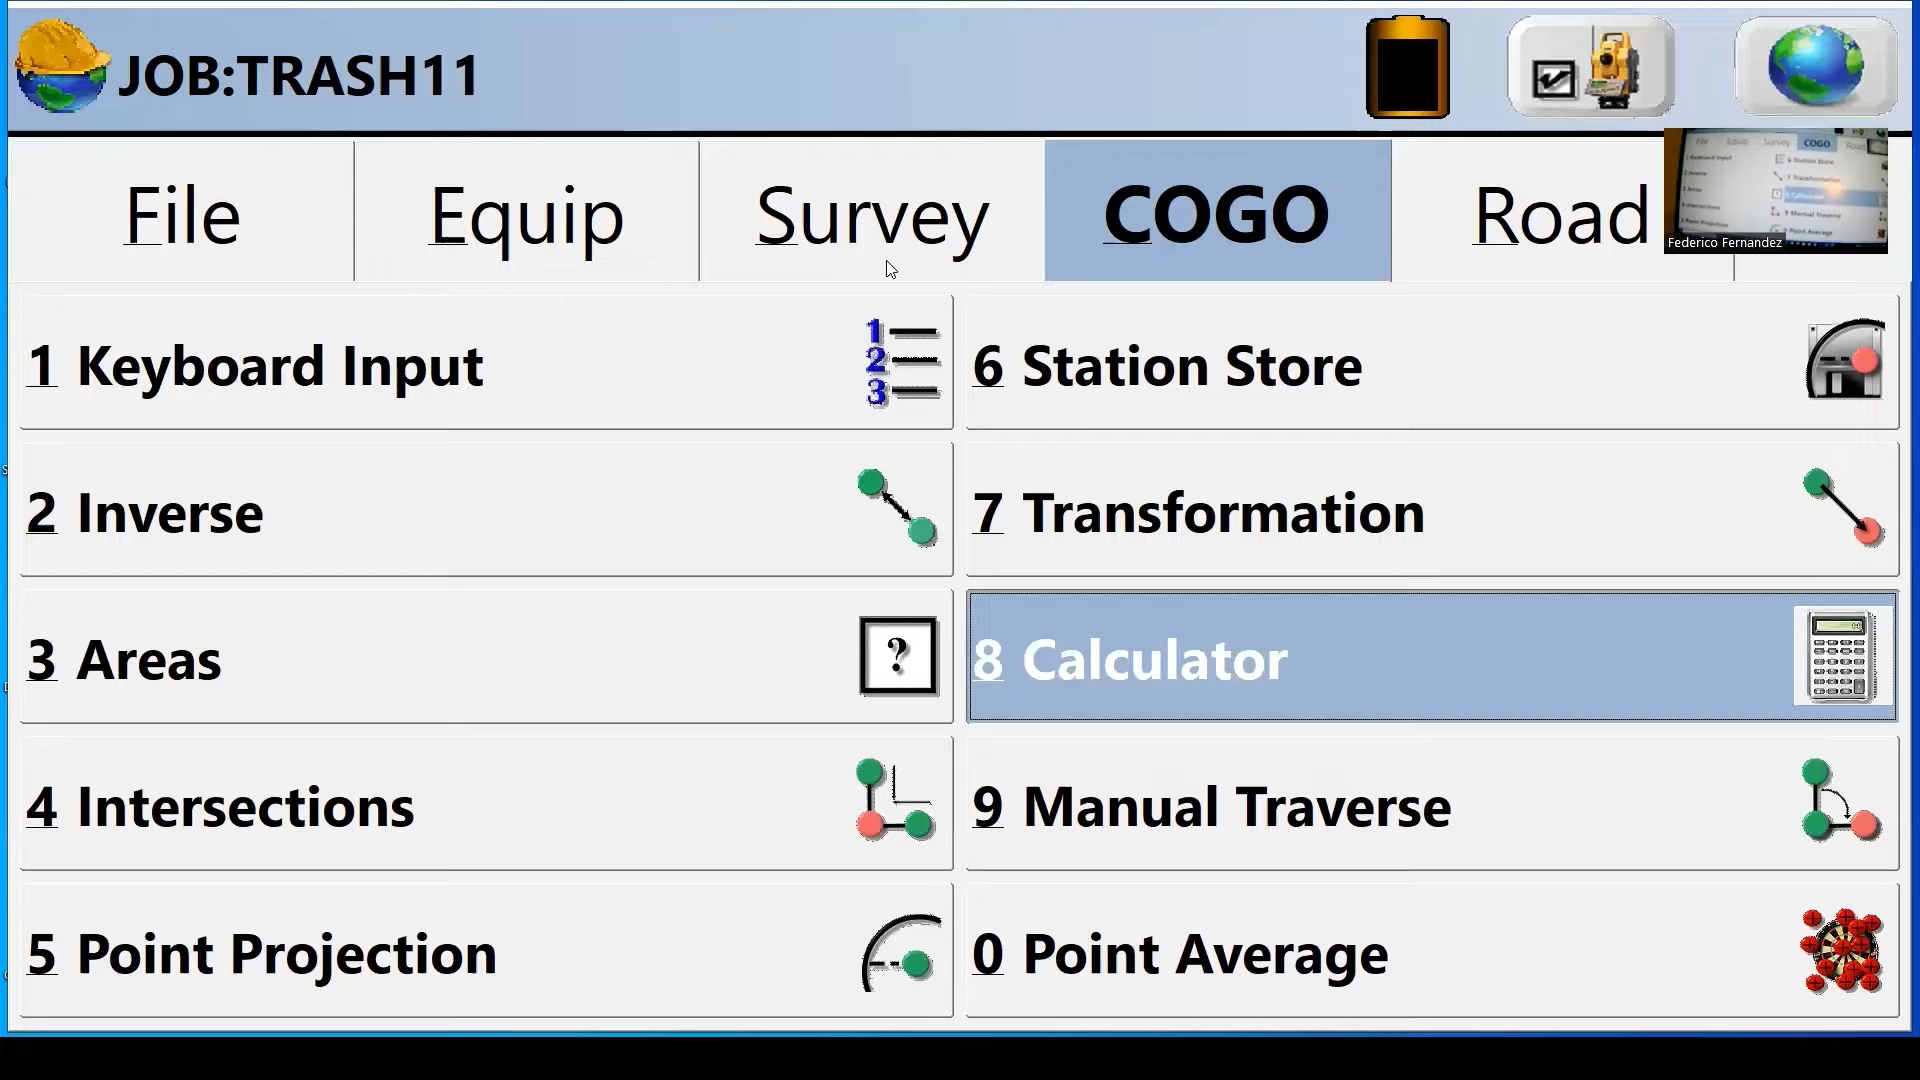 JOB:TRASH11
File Equip Survey COGO Road
Federico Fernandez
1 Keyboard Input
6 Station Store
2 Inverse
7 Transformation
3 Areas
8 Calculator
4 Intersections
9 Manual Traverse
5 Point Projection
0 Point Average